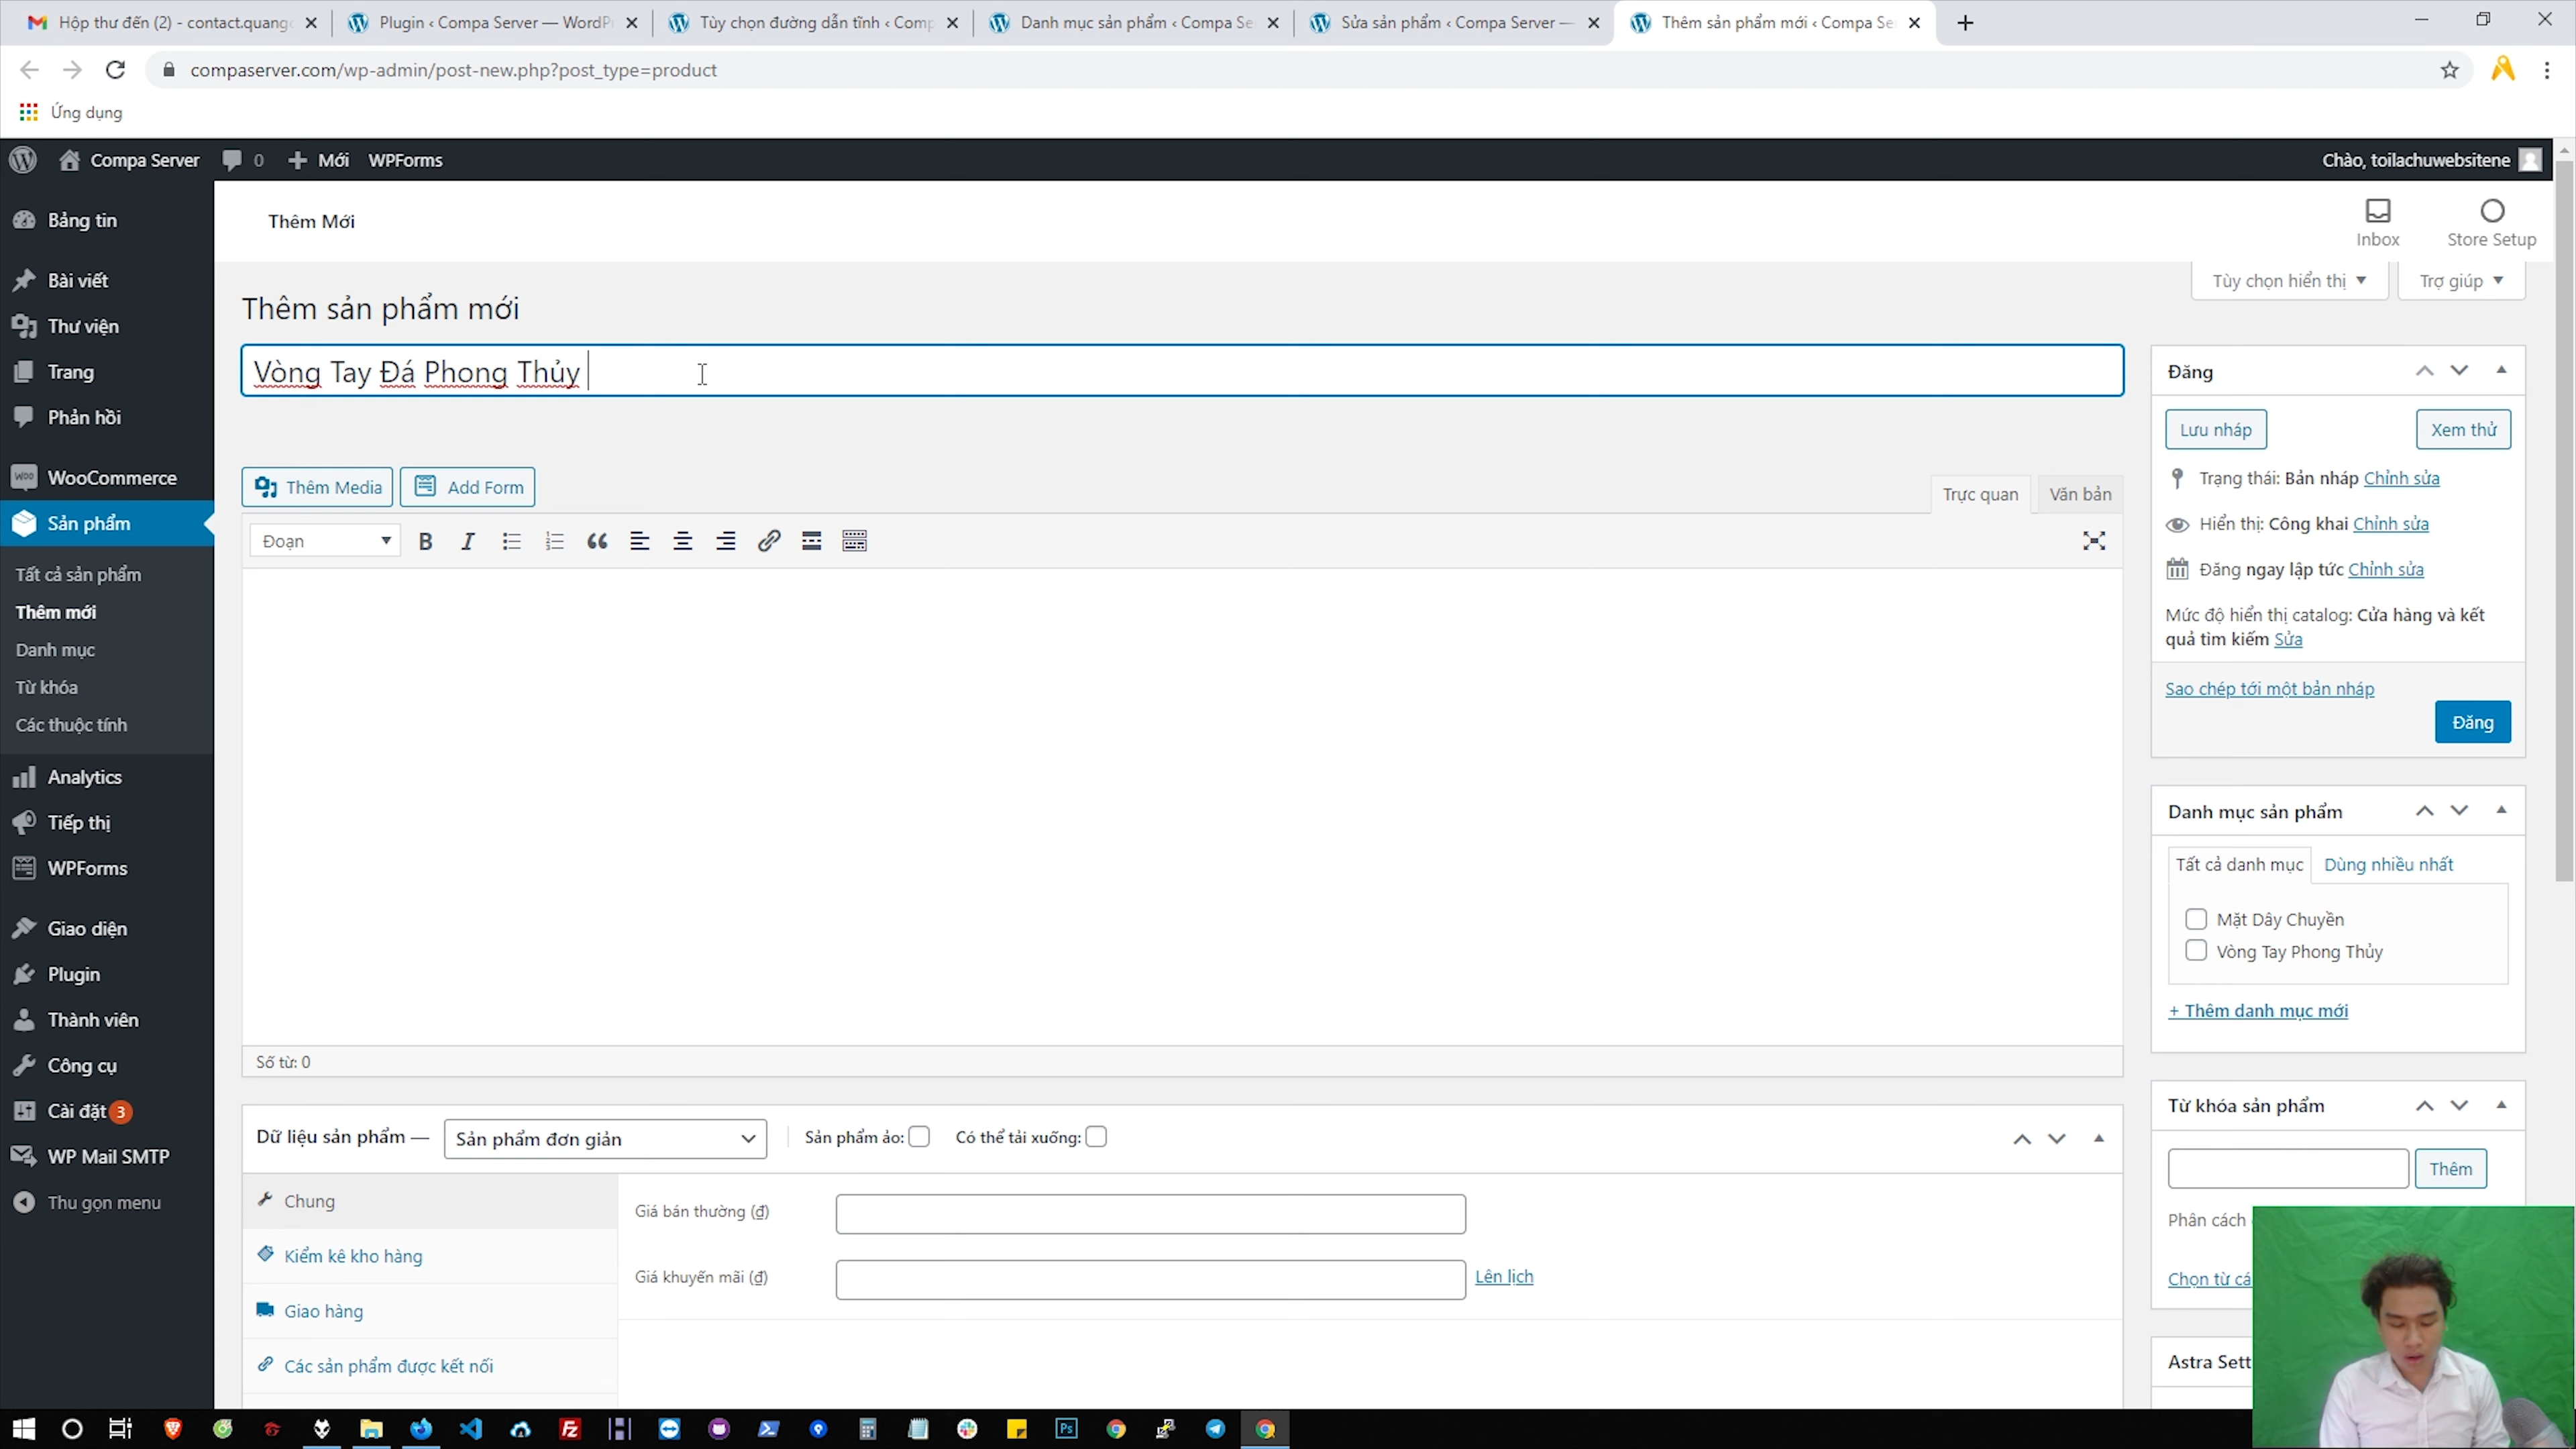 Hộp thư đến (2) - contact.quang
Plugin ‹ Compa Server — WordP
Tùy chọn đường dẫn tĩnh ‹ Comp
Danh mục sản phẩm ‹ Compa Se
Sửa sản phẩm ‹ Compa Server —
Thêm sản phẩm mới ‹ Compa Se
compaserver.com/wp-admin/post-new.php?post_type=product
Ứng dụng
Compa Server
0
Mới
WPForms
Chào, toilachuwebsitene
Bảng tin
Bài viết
Thư viện
Trang
Phản hồi
WooCommerce
Sản phẩm
Tất cả sản phẩm
Thêm mới
Danh mục
Từ khóa
Các thuộc tính
Analytics
Tiếp thị
WPForms
Giao diện
Plugin
Thành viên
Công cụ
Cài đặt 3
WP Mail SMTP
Thu gọn menu
Thêm Mới
Inbox
Store Setup
Tùy chọn hiển thị
Trợ giúp
Thêm sản phẩm mới
Vòng Tay Đá Phong Thủy
Thêm Media
Add Form
Trực quan
Văn bản
Đoạn
Số từ: 0
Dữ liệu sản phẩm —
Sản phẩm đơn giản
Sản phẩm ảo:
Có thể tải xuống:
Chung
Kiểm kê kho hàng
Giao hàng
Các sản phẩm được kết nối
Giá bán thường (₫)
Giá khuyến mãi (₫)
Lên lịch
Đăng
Lưu nháp
Xem thử
Trạng thái: Bản nháp Chỉnh sửa
Hiển thị: Công khai Chỉnh sửa
Đăng ngay lập tức Chỉnh sửa
Mức độ hiển thị catalog: Cửa hàng và kết
quả tìm kiếm Sửa
Sao chép tới một bản nháp
Đăng
Danh mục sản phẩm
Tất cả danh mục
Dùng nhiều nhất
Mặt Dây Chuyền
Vòng Tay Phong Thủy
+ Thêm danh mục mới
Từ khóa sản phẩm
Thêm
Phân cách
Chọn từ cá
Astra Sett